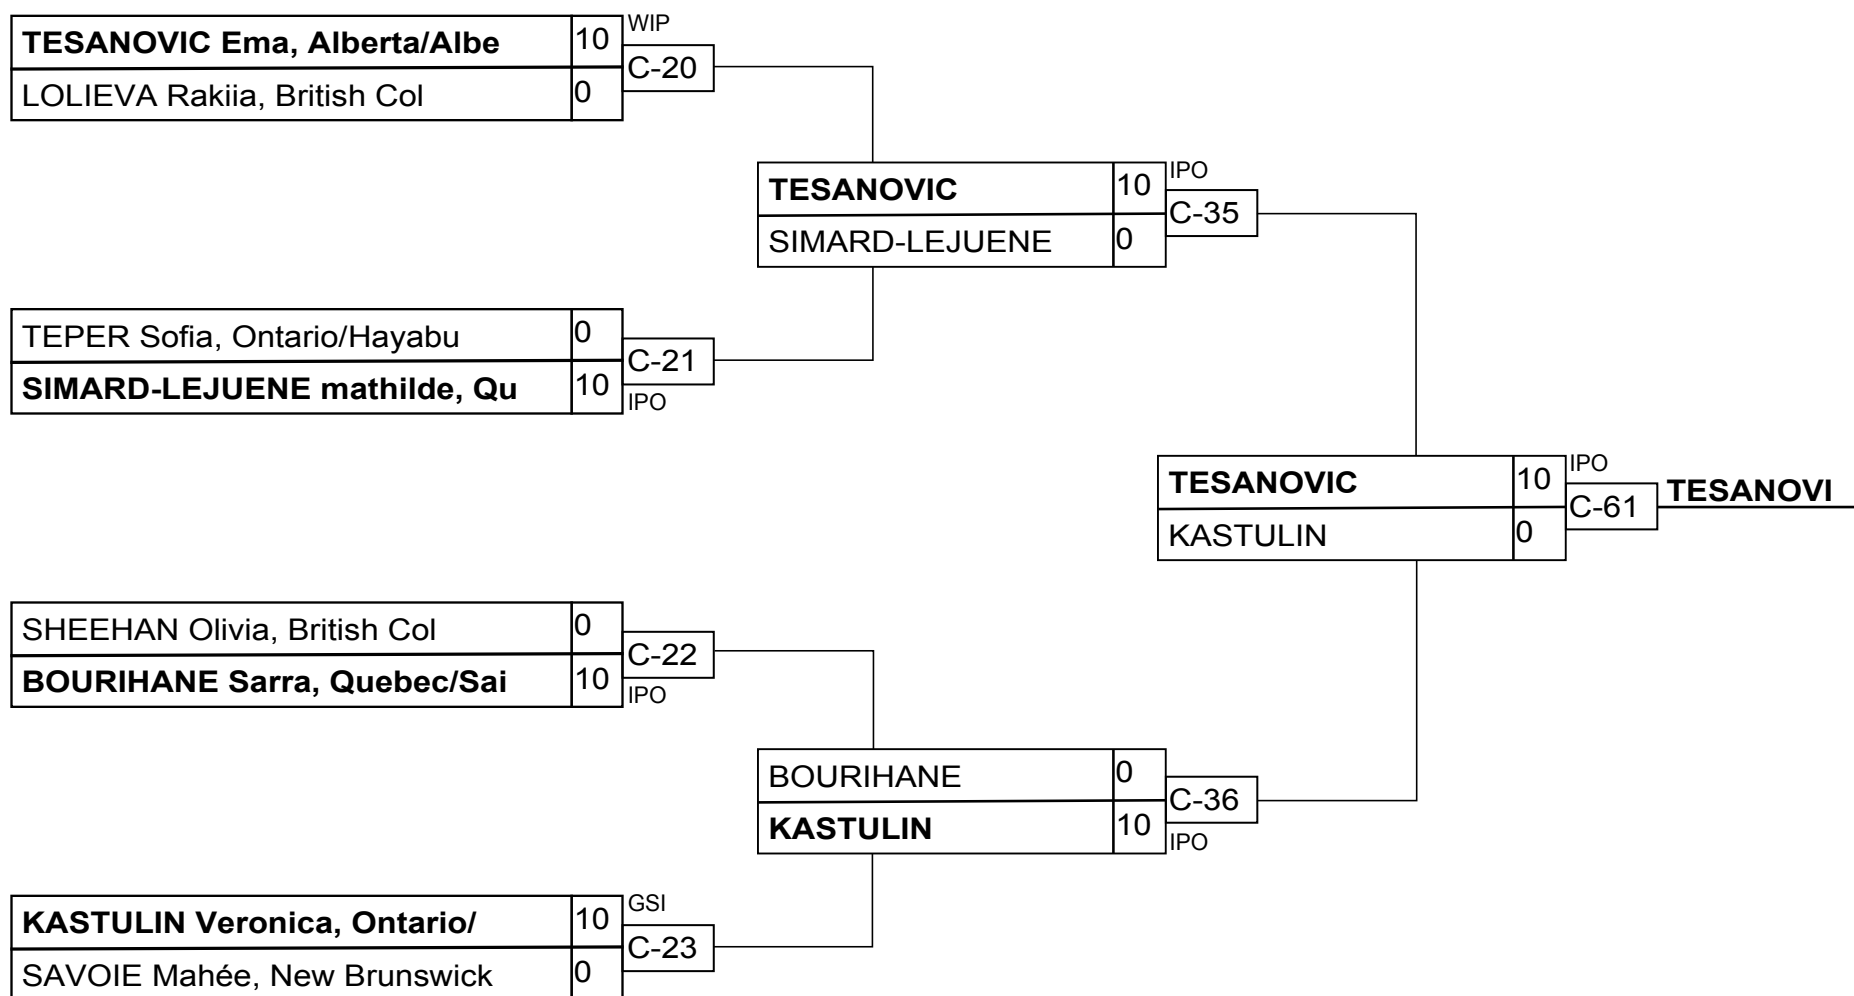 TESANOVIC Ema, Alberta/Albe 10 WIP
C-20
LOLIEVA Rakiia, British Col 0
TESANOVIC 10 IPO
C-35
SIMARD-LEJUENE 0
TEPER Sofia, Ontario/Hayabu 0
C-21
SIMARD-LEJUENE mathilde, Qu 10 IPO
TESANOVIC 10 IPO
C-61 TESANOVI
KASTULIN 0
SHEEHAN Olivia, British Col 0
C-22
BOURIHANE Sarra, Quebec/Sai 10 IPO
BOURIHANE 0
C-36
KASTULIN 10 IPO
KASTULIN Veronica, Ontario/ 10 GSI
C-23
SAVOIE Mahée, New Brunswick 0